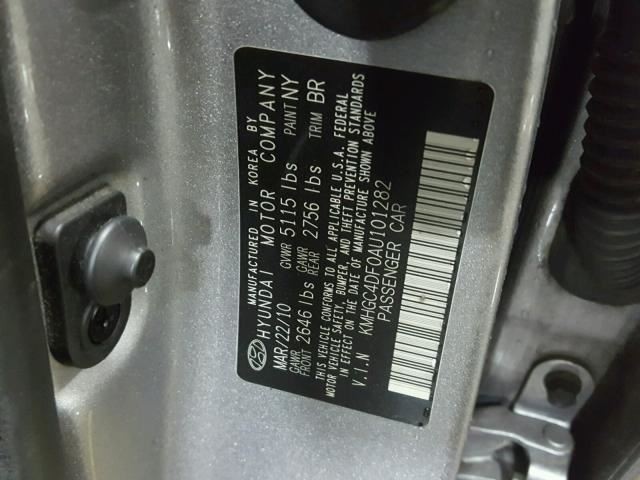 MANUFACTURED IN KOREA BY
HYUNDAI MOTOR COMPANY
MAR/22/10 GVWR 5115 lbs PAINT NY
GAWR FRONT 2646 lbs GAWR REAR 2756 lbs TRIM BR
THIS VEHICLE CONFORMS TO ALL APPLICABLE U.S.A. FEDERAL
MOTOR VEHICLE SAFETY, BUMPER, AND THEFT PREVENTION STANDARDS
IN EFFECT ON THE DATE OF MANUFACTURE SHOWN ABOVE
V.I.N KMHGC4DF0AU101282
PASSENGER CAR